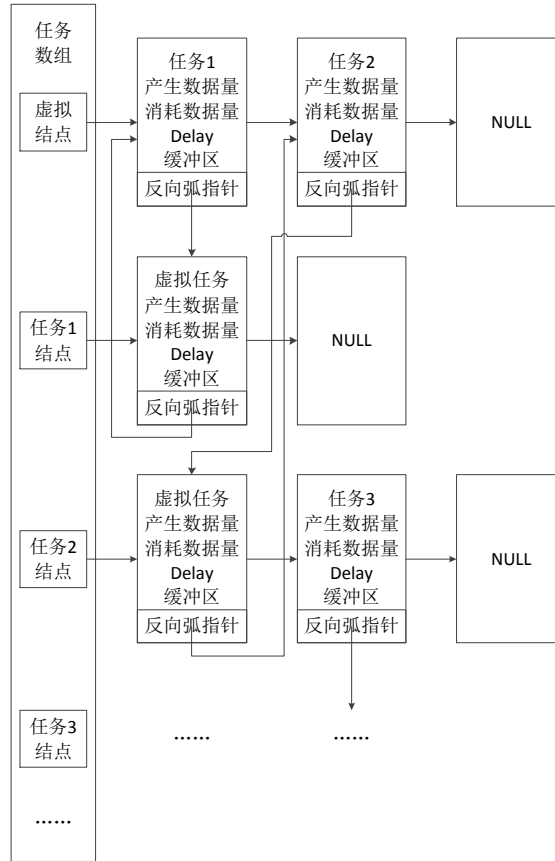 任务
数组
虚拟
结点
任务1
产生数据量
消耗数据量
Delay
缓冲区
反向弧指针
任务2
产生数据量
消耗数据量
Delay
缓冲区
反向弧指针
NULL
任务1
结点
虚拟任务
产生数据量
消耗数据量
Delay
缓冲区
反向弧指针
NULL
任务2
结点
虚拟任务
产生数据量
消耗数据量
Delay
缓冲区
反向弧指针
任务3
产生数据量
消耗数据量
Delay
缓冲区
反向弧指针
NULL
任务3
结点
……
……
……